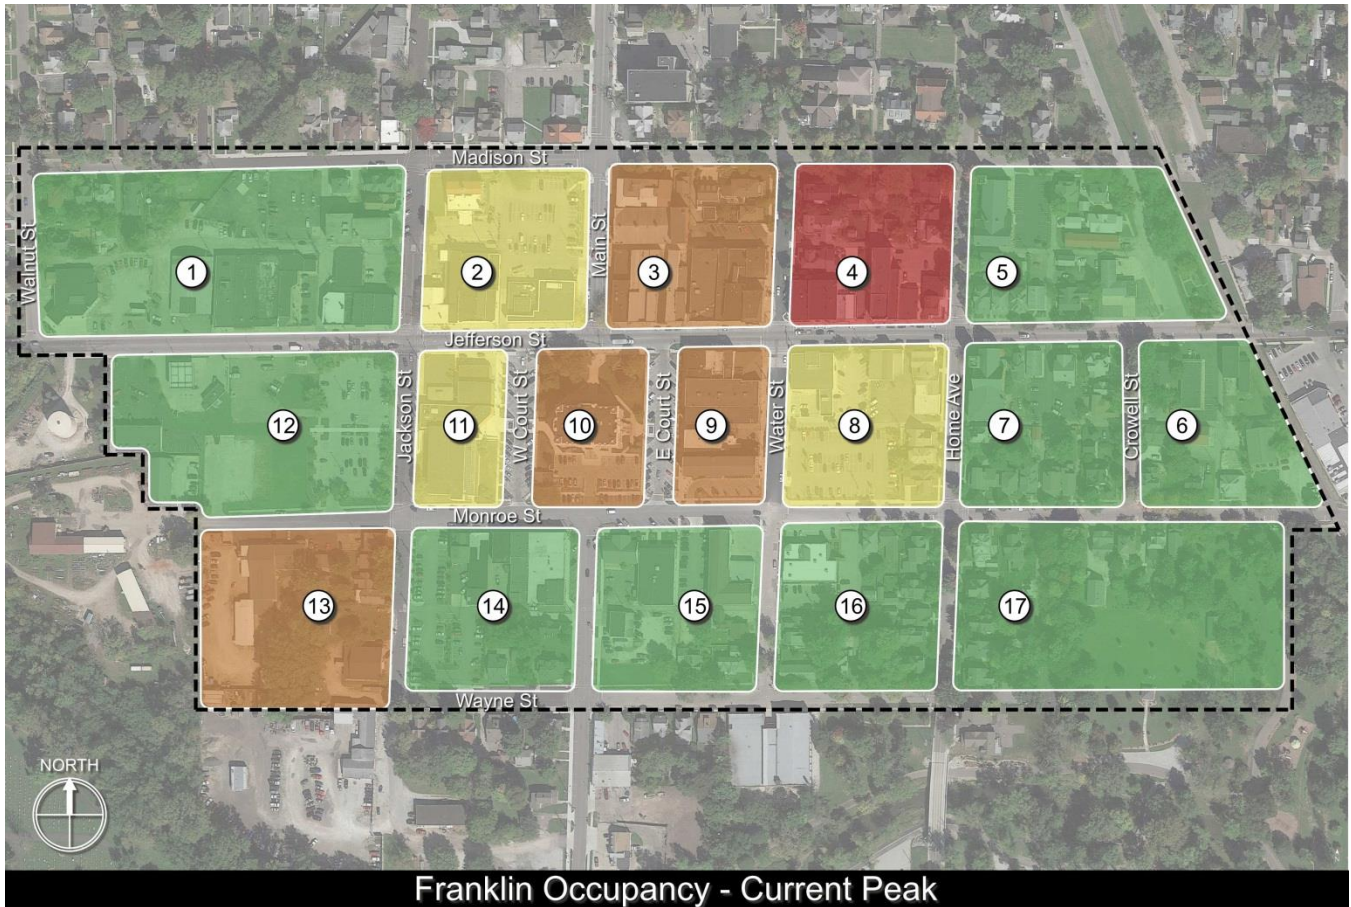 Madison St
Walnut St
Main St
1
2
3
4
5
Jefferson St
Jackson St
W Court St
E Court St
Water St
Home Ave
Crowell St
12
11
10
9
8
7
6
Monroe St
13
14
15
16
17
Wayne St
NORTH
Franklin Occupancy - Current Peak